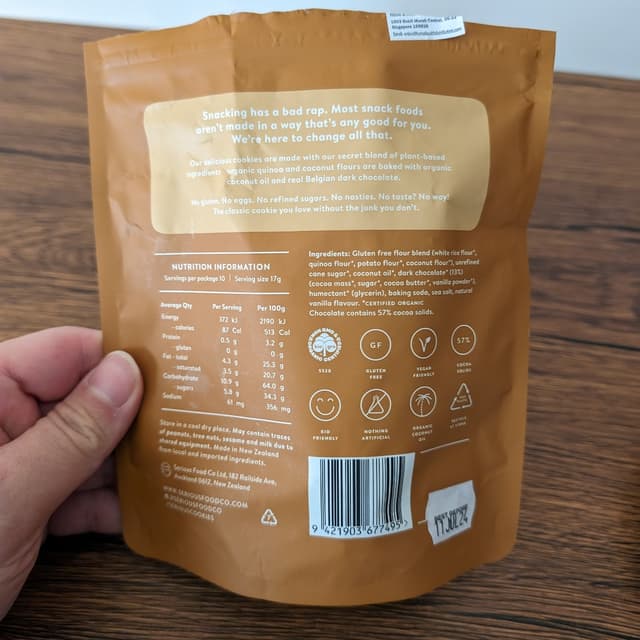 Singapore 159836
Snacking has a bad rap. Most snack foods
aren't made in a way that's any good for you.
We're here to change all that.
Our delicious cookies are made with our secret blend of plant-based
ingredients organic quinoa and coconut flours are baked with organic
coconut oil and real Belgian dark chocolate.
No gluten. No eggs. No refined sugars. No nasties. No taste? No way!
The classic cookie you love without the junk you don't.
NUTRITION INFORMATION
Servings per package 10 | Serving size 17g
Average Qty Per Serving Per 100g
Energy 372 kJ 2190 kJ
- calories 87 Cal 513 Cal
Protein 0.5 g 3.2 g
- gluten 0 g 0 g
Fat - total 4.3 g 25.3 g
- saturated 3.5 g 20.7 g
Carbohydrate 10.9 g 64.0 g
- sugars 5.8 g 34.3 g
Sodium 61 mg 356 mg
Store in a cool dry place. May contain traces
of peanuts, tree nuts, sesame and milk due to
shared equipment. Made in New Zealand
from local and imported ingredients.
Serious Food Co Ltd, 182 Railside Ave,
Auckland 0612, New Zealand
WWW.SERIOUSFOODCO.COM
@SERIOUSFOODCO
#SERIOUSCOOKIES
Ingredients: Gluten free flour blend (white rice flour*,
quinoa flour*, potato flour*, coconut flour*), unrefined
cane sugar*, coconut oil*, dark chocolate* (13%)
(cocoa mass*, sugar*, cocoa butter*, vanilla powder*),
humectant* (glycerin), baking soda, sea salt, natural
vanilla flavour. *CERTIFIED ORGANIC
Chocolate contains 57% cocoa solids.
GF
V
57%
GLUTEN
FREE
VEGAN
FRIENDLY
COCOA
SOLIDS
KID
FRIENDLY
NOTHING
ARTIFICIAL
ORGANIC
COCONUT
OIL
9 421903 677495
17 JUL 24